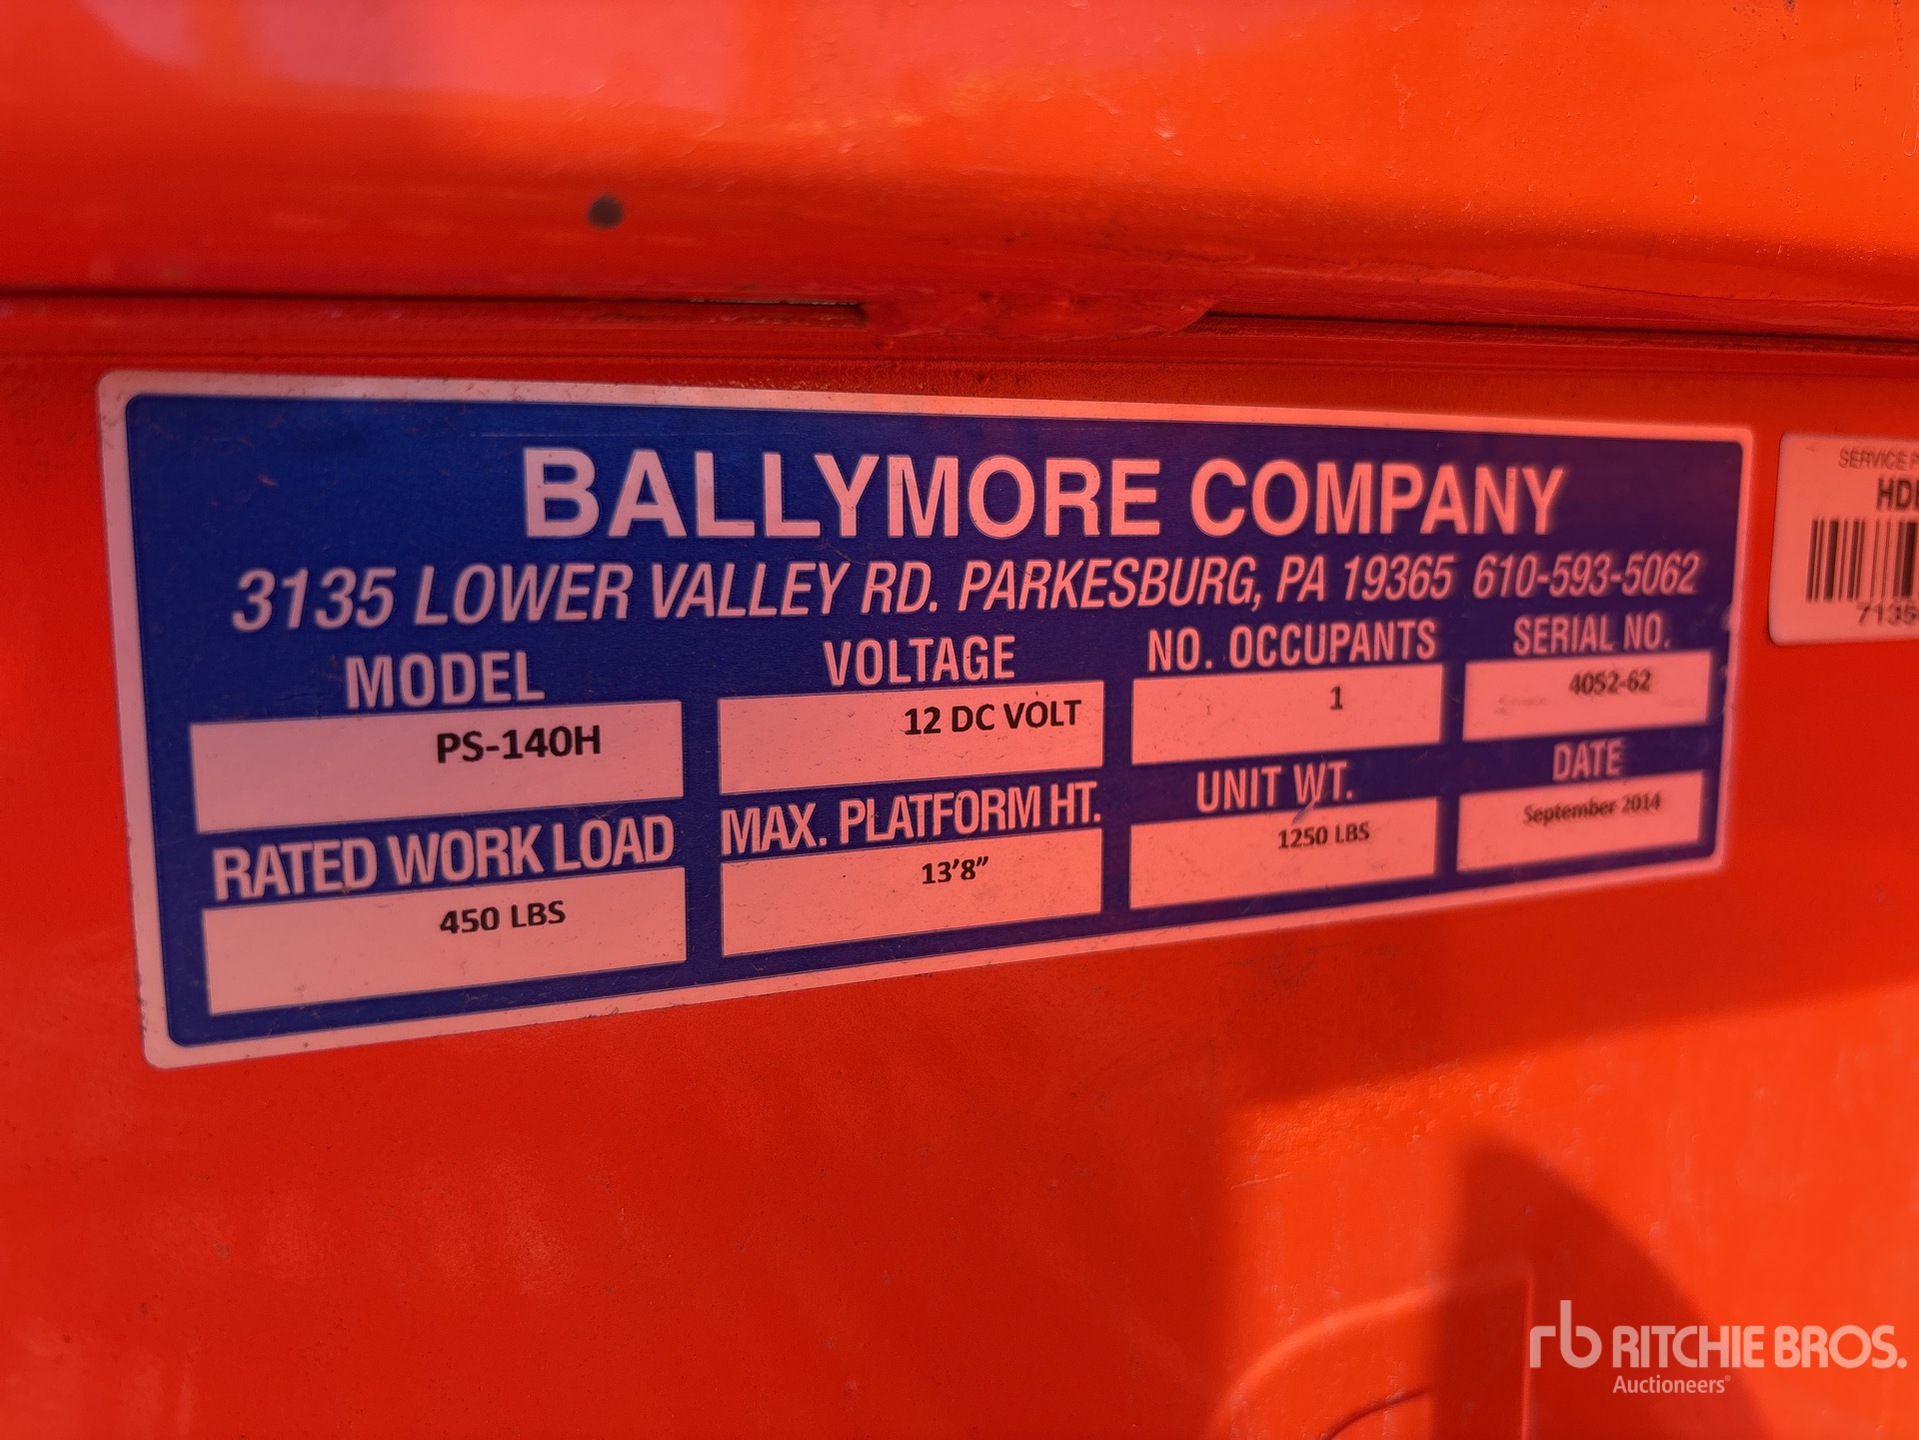 BALLYMORE COMPANY
3135 LOWER VALLEY RD. PARKESBURG, PA 19365 610-593-5062
MODEL VOLTAGE NO. OCCUPANTS SERIAL NO.
PS-140H 12 DC VOLT 1 4052-62
RATED WORK LOAD MAX. PLATFORM HT. UNIT WT. DATE
450 LBS 13'8" 1250 LBS September 2014
SERVICE
rb RITCHIE BROS.
Auctioneers